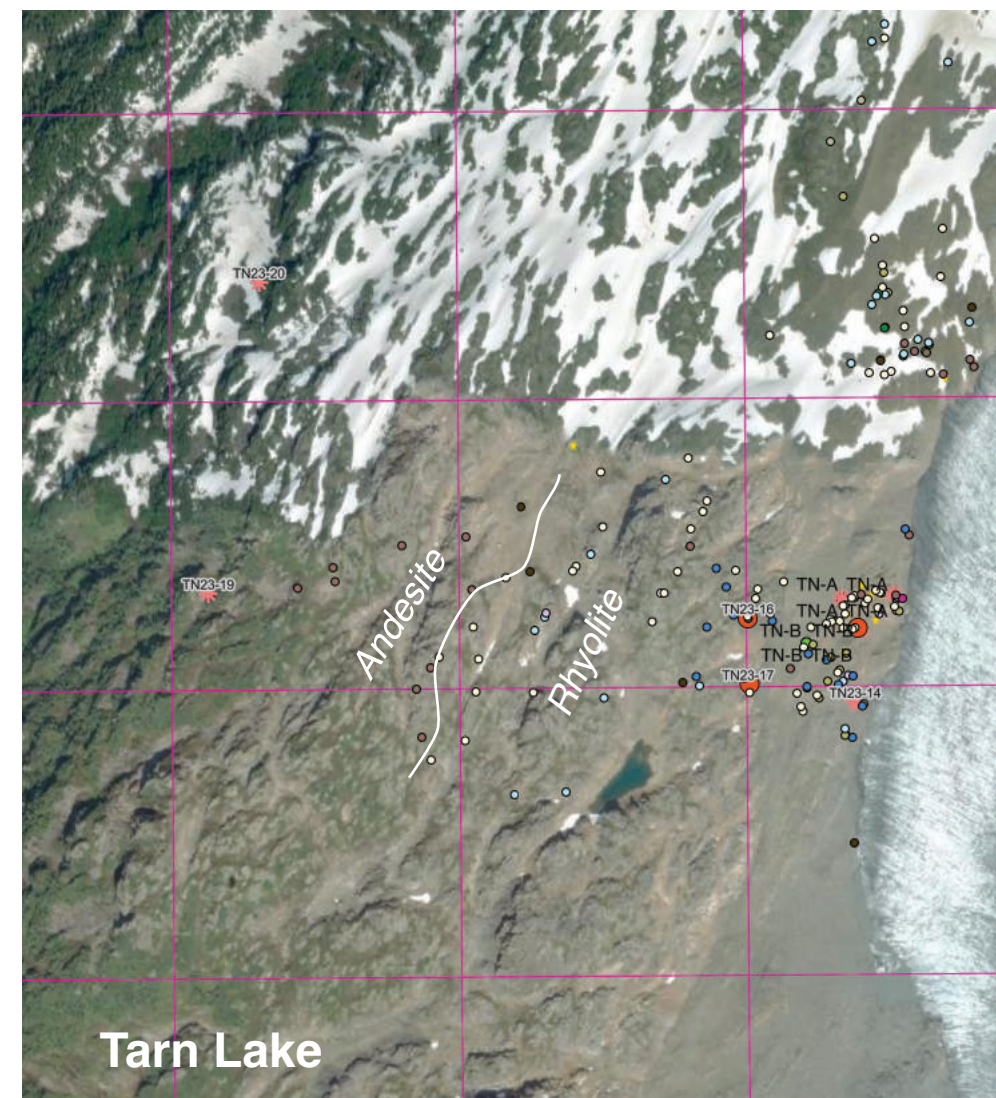 TN23-20
TN23-19
Andesite
Rhyolite
TN-A TN-A
TN23-16
TN-A TN-A
TN-B TN-B
TN-B TN-B
TN23-17
TN23-14
Tarn Lake